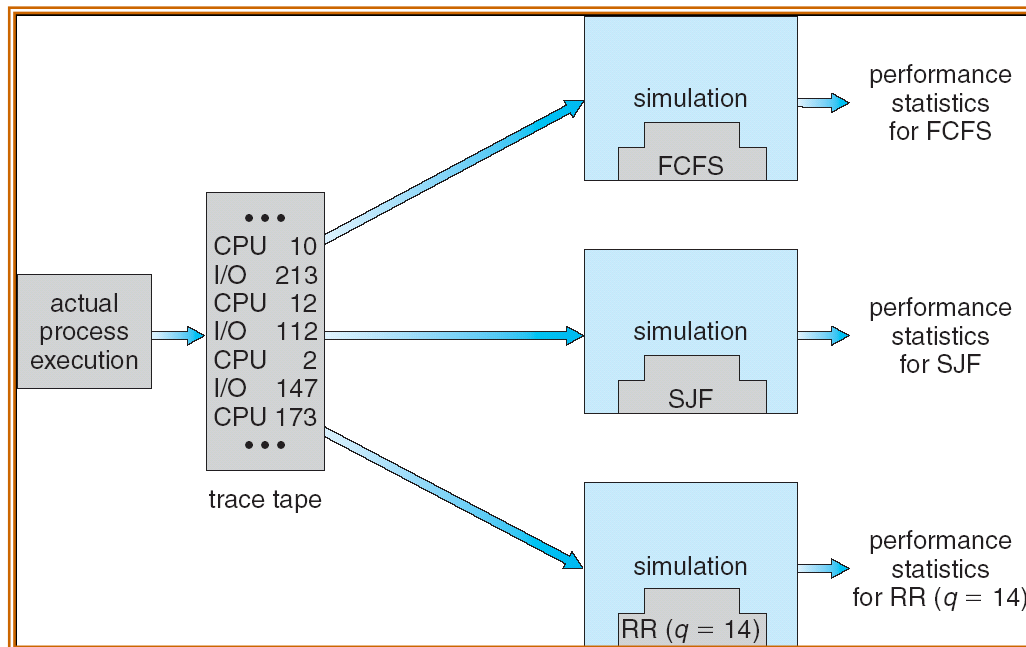 actual
process
execution
• • •
CPU 10
I/O 213
CPU 12
I/O 112
CPU 2
I/O 147
CPU 173
• • •
trace tape
simulation
FCFS
performance
statistics
for FCFS
simulation
SJF
performance
statistics
for SJF
simulation
RR (q = 14)
performance
statistics
for RR (q = 14)